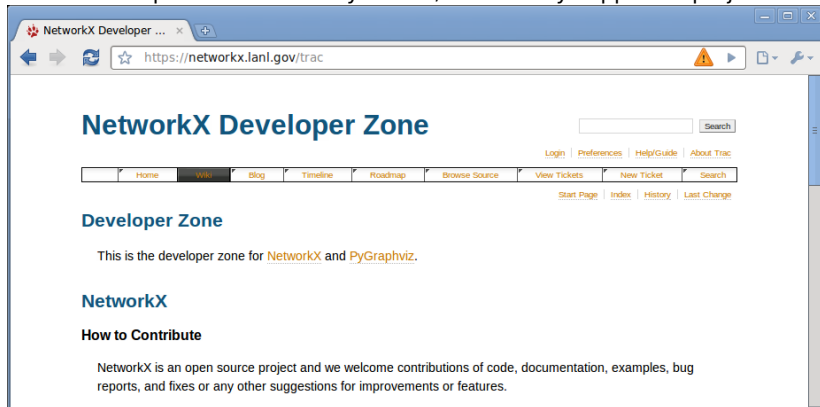 NetworkX Developer ...
https://networkx.lanl.gov/trac
NetworkX Developer Zone
Search
Login | Preferences | Help/Guide | About Trac
Home Wiki Blog Timeline Roadmap Browse Source View Tickets New Ticket Search
Start Page | Index | History | Last Change
Developer Zone
This is the developer zone for NetworkX and PyGraphviz.
NetworkX
How to Contribute
NetworkX is an open source project and we welcome contributions of code, documentation, examples, bug
reports, and fixes or any other suggestions for improvements or features.